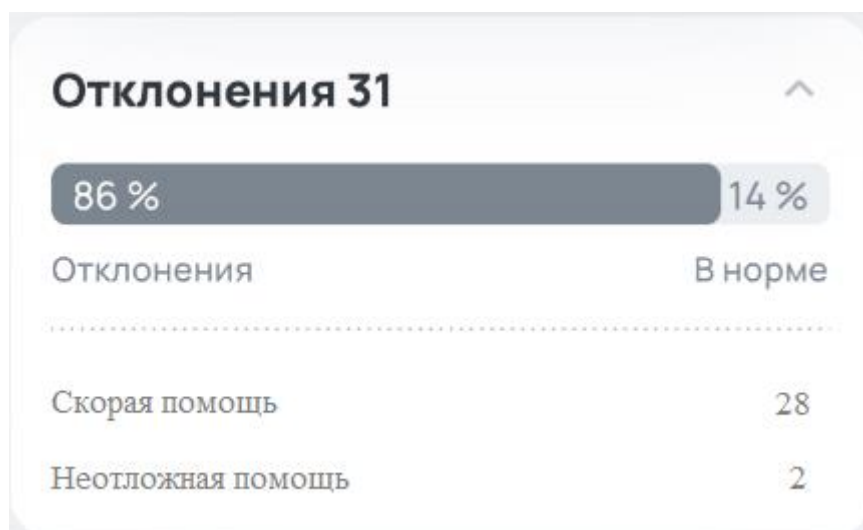 Отклонения 31
86 % 14 %
Отклонения В норме
Скорая помощь 28
Неотложная помощь 2